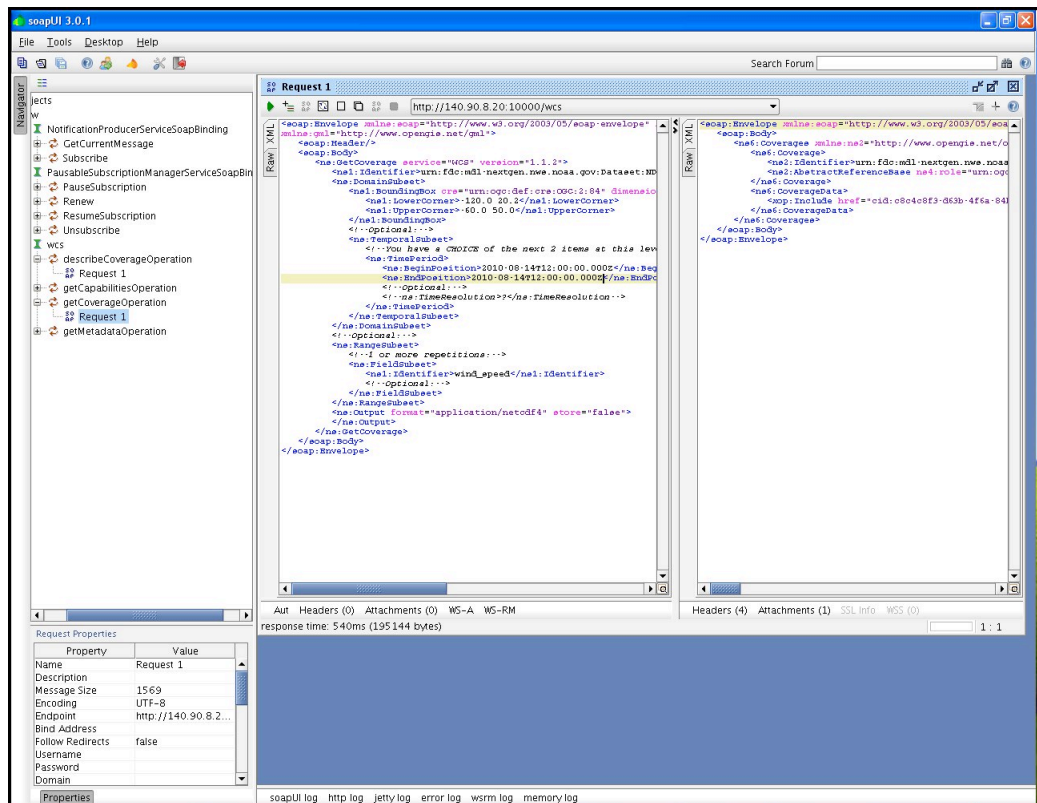 soapUI 3.0.1
File Tools Desktop Help
Search Forum
Navigator
jects
w
NotificationProducerServiceSoapBinding
GetCurrentMessage
Subscribe
PausableSubscriptionManagerServiceSoapBin
PauseSubscription
Renew
ResumeSubscription
Unsubscribe
wcs
describeCoverageOperation
Request 1
getCapabilitiesOperation
getCoverageOperation
Request 1
getMetadataOperation
Request Properties
Property Value
Name Request 1
Description
Message Size 1569
Encoding UTF-8
Endpoint http://140.90.8.2...
Bind Address
Follow Redirects false
Username
Password
Domain
Properties
Request 1
http://140.90.8.20:10000/wcs
XML
Raw
<soap:Envelope xmlns:soap="http://www.w3.org/2003/05/soap-envelope"
xmlns:gml="http://www.opengis.net/gml">
<soap:Header/>
<soap:Body>
<ns:GetCoverage service="WCS" version="1.1.2">
<ns1:Identifier>urn:fdc:mdl-nextgen.nws.noaa.gov:Dataset:ND
<ns:DomainSubset>
<ns1:BoundingBox crs="urn:ogc:def:crs:OGC:2:84" dimensio
<ns1:LowerCorner>-120.0 20.2</ns1:LowerCorner>
<ns1:UpperCorner>-60.0 50.0</ns1:UpperCorner>
</ns1:BoundingBox>
<!--Optional:-->
<ns:TemporalSubset>
<!--You have a CHOICE of the next 2 items at this lev
<ns:TimePeriod>
<ns:BeginPosition>2010-08-14T12:00:00.000Z</ns:Beg
<ns:EndPosition>2010-08-14T12:00:00.000Z</ns:EndPo
<!--Optional:-->
<!--ns:TimeResolution>?</ns:TimeResolution-->
</ns:TimePeriod>
</ns:TemporalSubset>
</ns:DomainSubset>
<!--Optional:-->
<ns:RangeSubset>
<!--1 or more repetitions:-->
<ns:FieldSubset>
<ns1:Identifier>wind_speed</ns1:Identifier>
<!--Optional:-->
</ns:FieldSubset>
</ns:RangeSubset>
<ns:Output format="application/netcdf4" store="false">
</ns:Output>
</ns:GetCoverage>
</soap:Body>
</soap:Envelope>
Aut Headers (0) Attachments (0) WS-A WS-RM
XML
Raw
<soap:Envelope xmlns:soap="http://www.w3.org/2003/05/soa
<soap:Body>
<ns6:Coverages xmlns:ns2="http://www.opengis.net/o
<ns6:Coverage>
<ns2:Identifier>urn:fdc:mdl-nextgen.nws.noaa
<ns2:AbstractReferenceBase ns4:role="urn:ogc
</ns6:Coverage>
<ns6:CoverageData>
<xop:Include href="cid:c8c4c8f3-d63b-4f6a-84
</ns6:CoverageData>
</ns6:Coverages>
</soap:Body>
</soap:Envelope>
Headers (4) Attachments (1) SSL Info WSS (0)
response time: 540ms (195144 bytes)
1 : 1
soapUI log http log jetty log error log wsrm log memory log